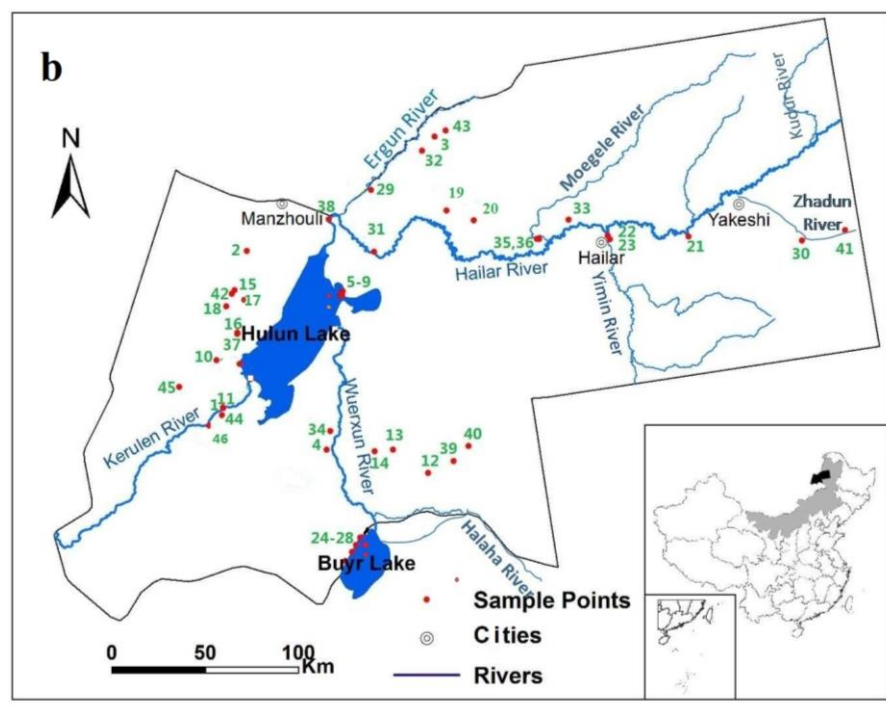 b
N
Ergun River
Moegele River
Kudur River
43
3
32
29
19
20
38
Manzhouli
33
Yakeshi
Zhadun
River
31
35,36
22
23
Hailar
21
30
41
Hailar River
Yimin River
2
15
42
17
18
5-9
16
Hulun Lake
37
10
45
11
1
44
46
Kerulen River
Wuerxun River
34
4
13
14
40
39
12
24-28
Buyr Lake
Halaha River
Sample Points
Cities
Rivers
0 50 100
Km